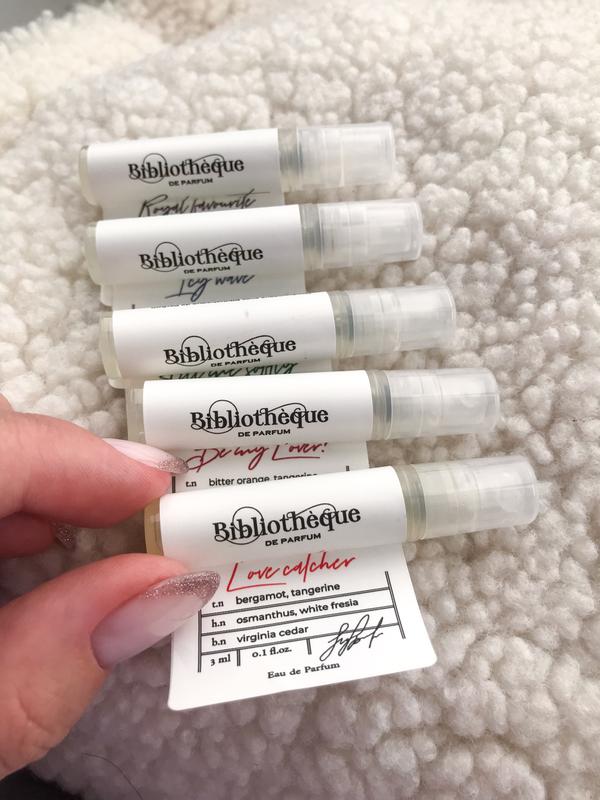 Bibliothèque
DE PARFUM
Royal favourite
Bibliothèque
DE PARFUM
Icy wave
Bibliothèque
DE PARFUM
Bibliothèque
DE PARFUM
Be my Lover!
t.n bitter orange, tangerine
Bibliothèque
DE PARFUM
Love catcher
t.n bergamot, tangerine
h.n osmanthus, white fresia
b.n virginia cedar
3 ml 0.1 fl.oz.
Eau de Parfum